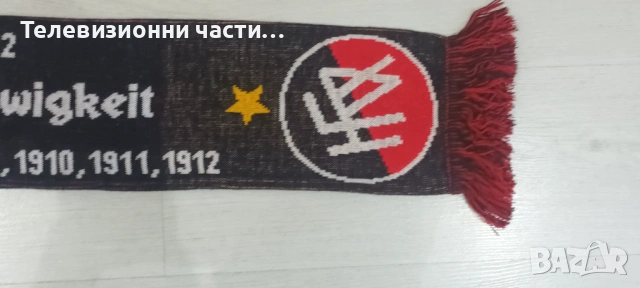 Телевизионни части...
2
wigkeit
, 1910, 1911, 1912
BAZAR